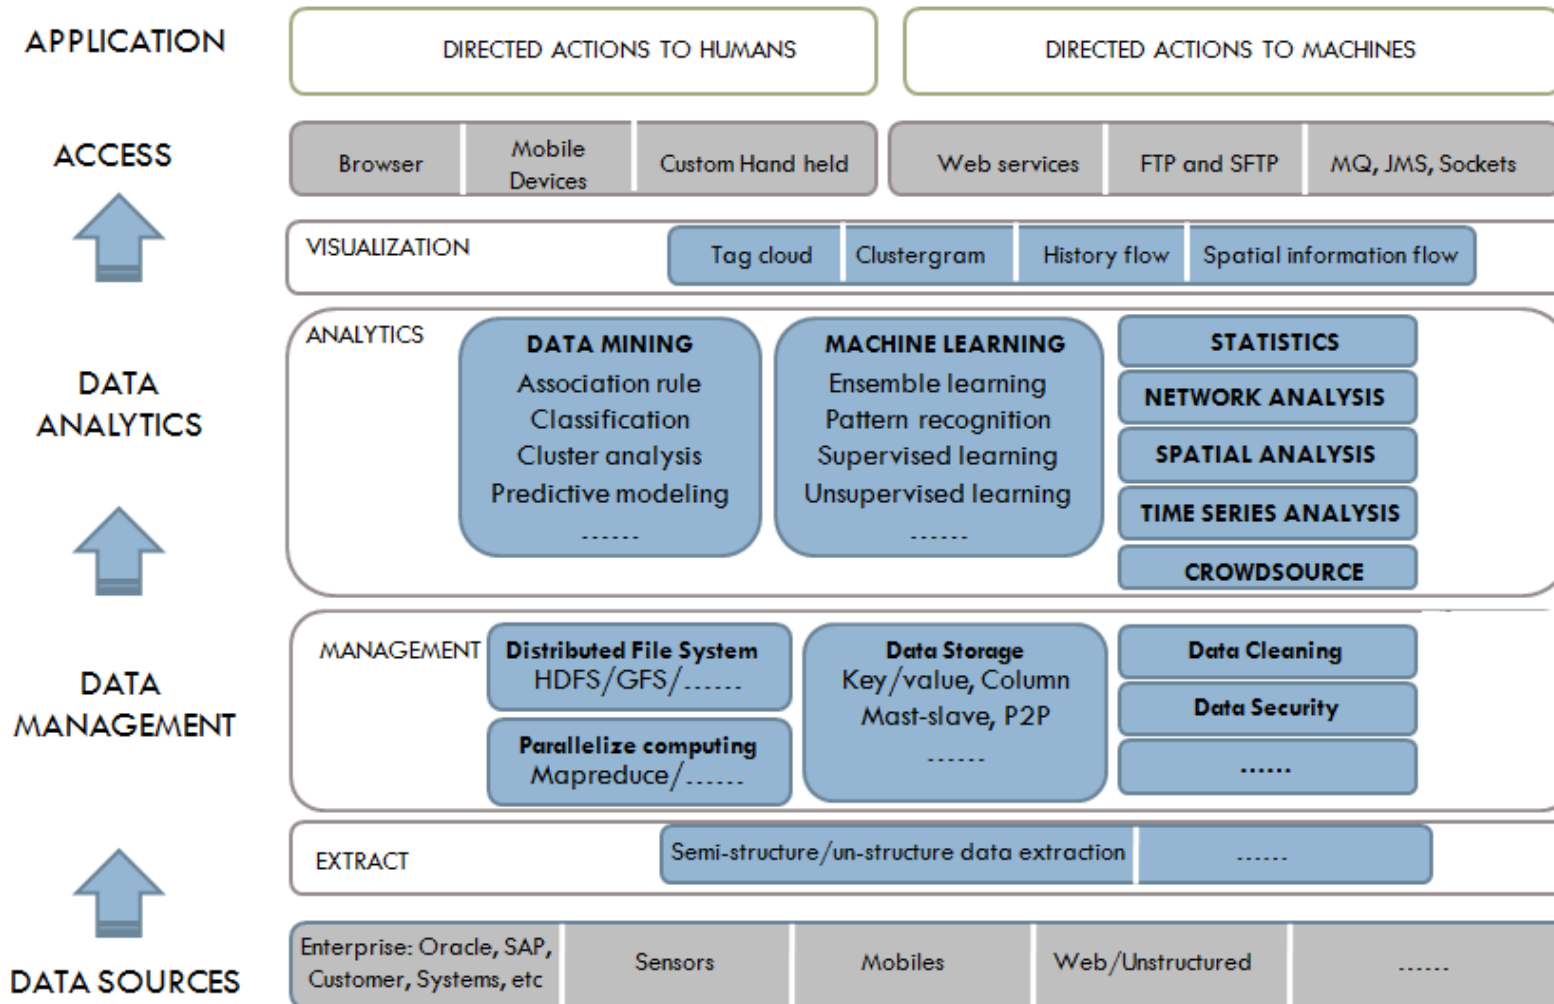 APPLICATION
DIRECTED ACTIONS TO HUMANS
DIRECTED ACTIONS TO MACHINES
ACCESS
Browser
Mobile
Devices
Custom Hand held
Web services
FTP and SFTP
MQ, JMS, Sockets
VISUALIZATION
Tag cloud
Clustergram
History flow
Spatial information flow
DATA
ANALYTICS
ANALYTICS
DATA MINING
Association rule
Classification
Cluster analysis
Predictive modeling
......
MACHINE LEARNING
Ensemble learning
Pattern recognition
Supervised learning
Unsupervised learning
......
STATISTICS
NETWORK ANALYSIS
SPATIAL ANALYSIS
TIME SERIES ANALYSIS
CROWDSOURCE
DATA
MANAGEMENT
MANAGEMENT
Distributed File System
HDFS/GFS/......
Parallelize computing
Mapreduce/......
Data Storage
Key/value, Column
Mast-slave, P2P
......
Data Cleaning
Data Security
......
EXTRACT
Semi-structure/un-structure data extraction
......
DATA SOURCES
Enterprise: Oracle, SAP,
Customer, Systems, etc
Sensors
Mobiles
Web/Unstructured
......